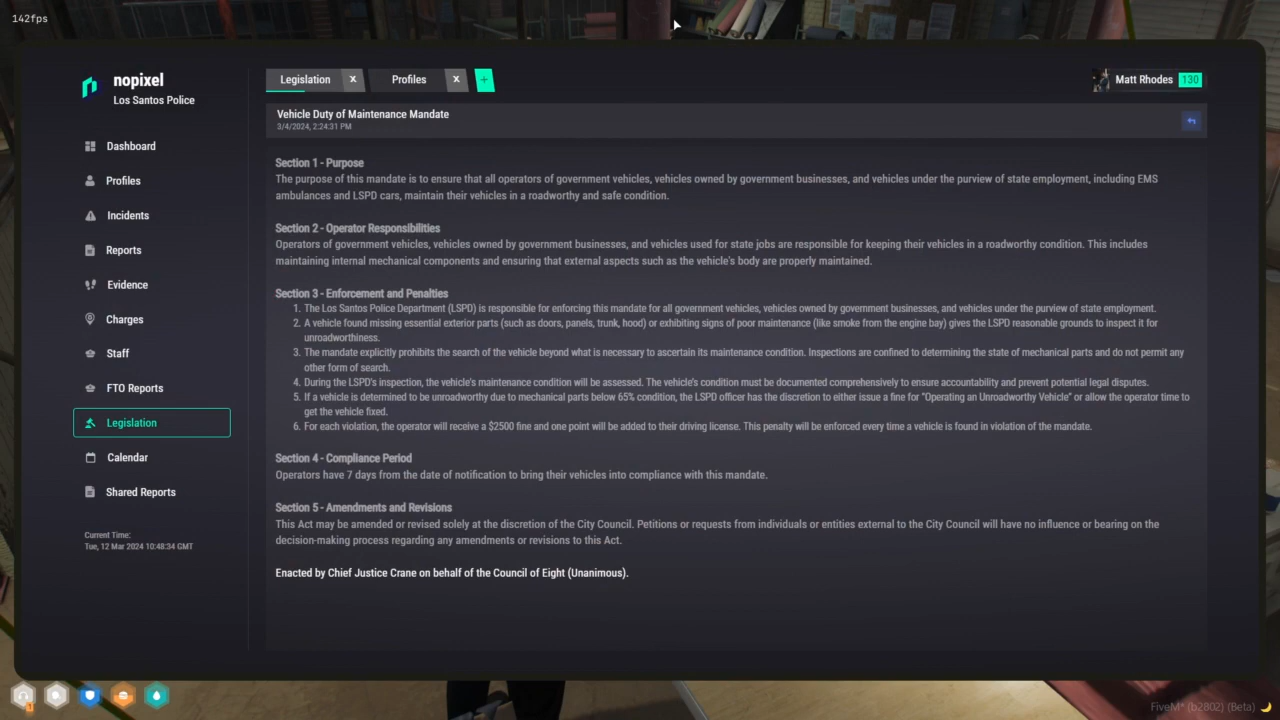 142fps
nopixel
Los Santos Police
Dashboard
Profiles
Incidents
Reports
Evidence
Charges
Staff
FTO Reports
Legislation
Calendar
Shared Reports
Current Time:
Tue, 12 Mar 2024 10:48:34 GMT
Legislation x Profiles x +
Matt Rhodes 130
Vehicle Duty of Maintenance Mandate
3/4/2024, 2:24:31 PM
Section 1 - Purpose
The purpose of this mandate is to ensure that all operators of government vehicles, vehicles owned by government businesses, and vehicles under the purview of state employment, including EMS
ambulances and LSPD cars, maintain their vehicles in a roadworthy and safe condition.
Section 2 - Operator Responsibilities
Operators of government vehicles, vehicles owned by government businesses, and vehicles used for state jobs are responsible for keeping their vehicles in a roadworthy condition. This includes
maintaining internal mechanical components and ensuring that external aspects such as the vehicle's body are properly maintained.
Section 3 - Enforcement and Penalties
1. The Los Santos Police Department (LSPD) is responsible for enforcing this mandate for all government vehicles, vehicles owned by government businesses, and vehicles under the purview of state employment.
2. A vehicle found missing essential exterior parts (such as doors, panels, trunk, hood) or exhibiting signs of poor maintenance (like smoke from the engine bay) gives the LSPD reasonable grounds to inspect it for
unroadworthiness.
3. The mandate explicitly prohibits the search of the vehicle beyond what is necessary to ascertain its maintenance condition. Inspections are confined to determining the state of mechanical parts and do not permit any
other form of search.
4. During the LSPD's inspection, the vehicle's maintenance condition will be assessed. The vehicle's condition must be documented comprehensively to ensure accountability and prevent potential legal disputes.
5. If a vehicle is determined to be unroadworthy due to mechanical parts below 65% condition, the LSPD officer has the discretion to either issue a fine for "Operating an Unroadworthy Vehicle" or allow the operator time to
get the vehicle fixed.
6. For each violation, the operator will receive a $2500 fine and one point will be added to their driving license. This penalty will be enforced every time a vehicle is found in violation of the mandate.
Section 4 - Compliance Period
Operators have 7 days from the date of notification to bring their vehicles into compliance with this mandate.
Section 5 - Amendments and Revisions
This Act may be amended or revised solely at the discretion of the City Council. Petitions or requests from individuals or entities external to the City Council will have no influence or bearing on the
decision-making process regarding any amendments or revisions to this Act.
Enacted by Chief Justice Crane on behalf of the Council of Eight (Unanimous).
1
FiveM* (b2802) (Beta)